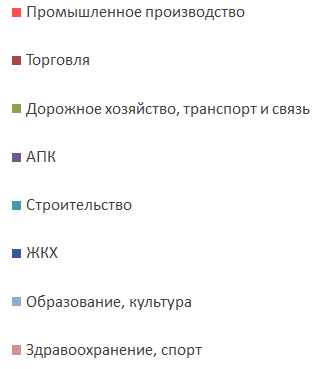 Промышленное производство
Торговля
Дорожное хозяйство, транспорт и связь
АПК
Строительство
ЖКХ
Образование, культура
Здравоохранение, спорт